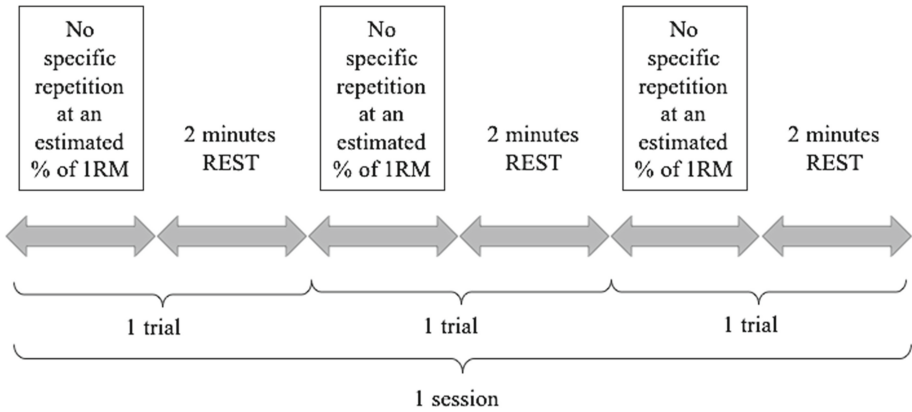 No
specific
repetition
at an
estimated
% of 1RM
2 minutes
REST
No
specific
repetition
at an
estimated
% of 1RM
2 minutes
REST
No
specific
repetition
at an
estimated
% of 1RM
2 minutes
REST
1 trial
1 trial
1 trial
1 session